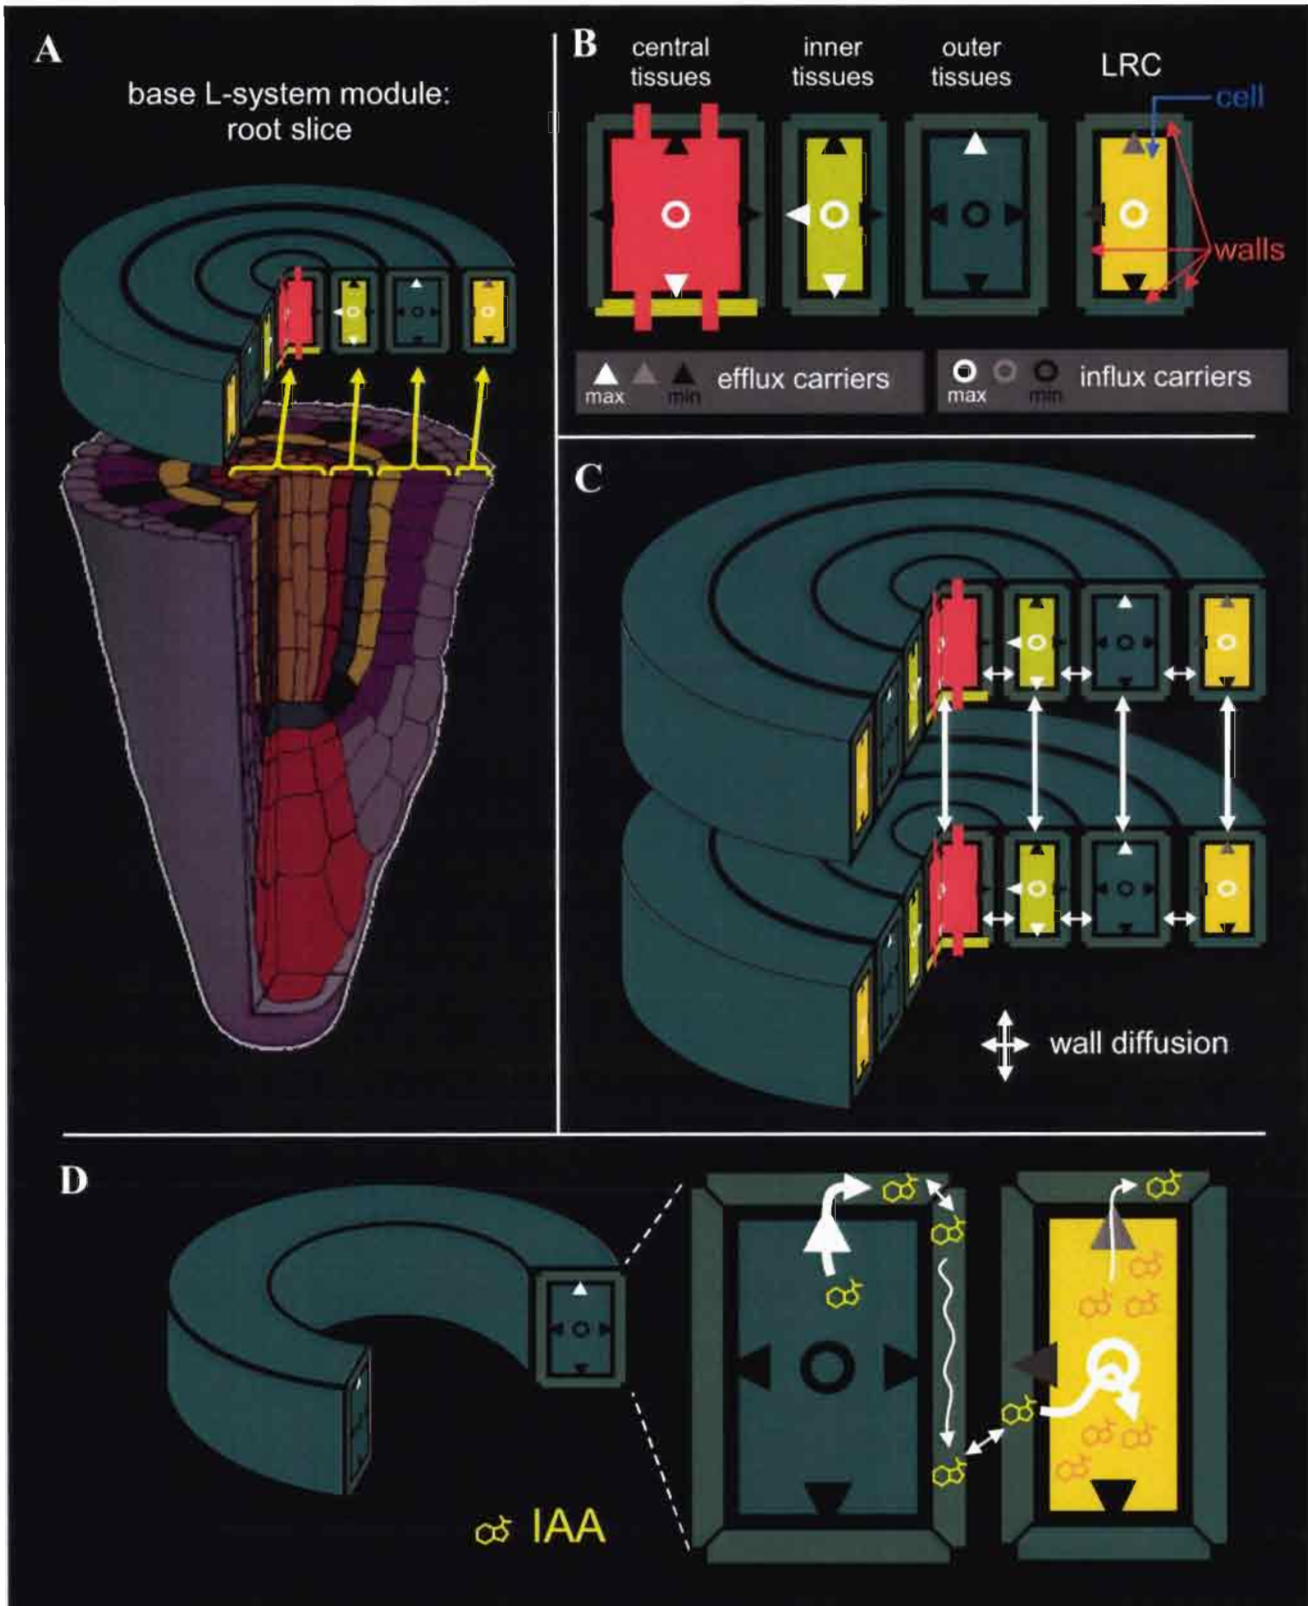 A
base L-system module:
root slice
B
central
tissues
inner
tissues
outer
tissues
LRC
cell
walls
max
min
efflux carriers
max
min
influx carriers
C
wall diffusion
D
IAA